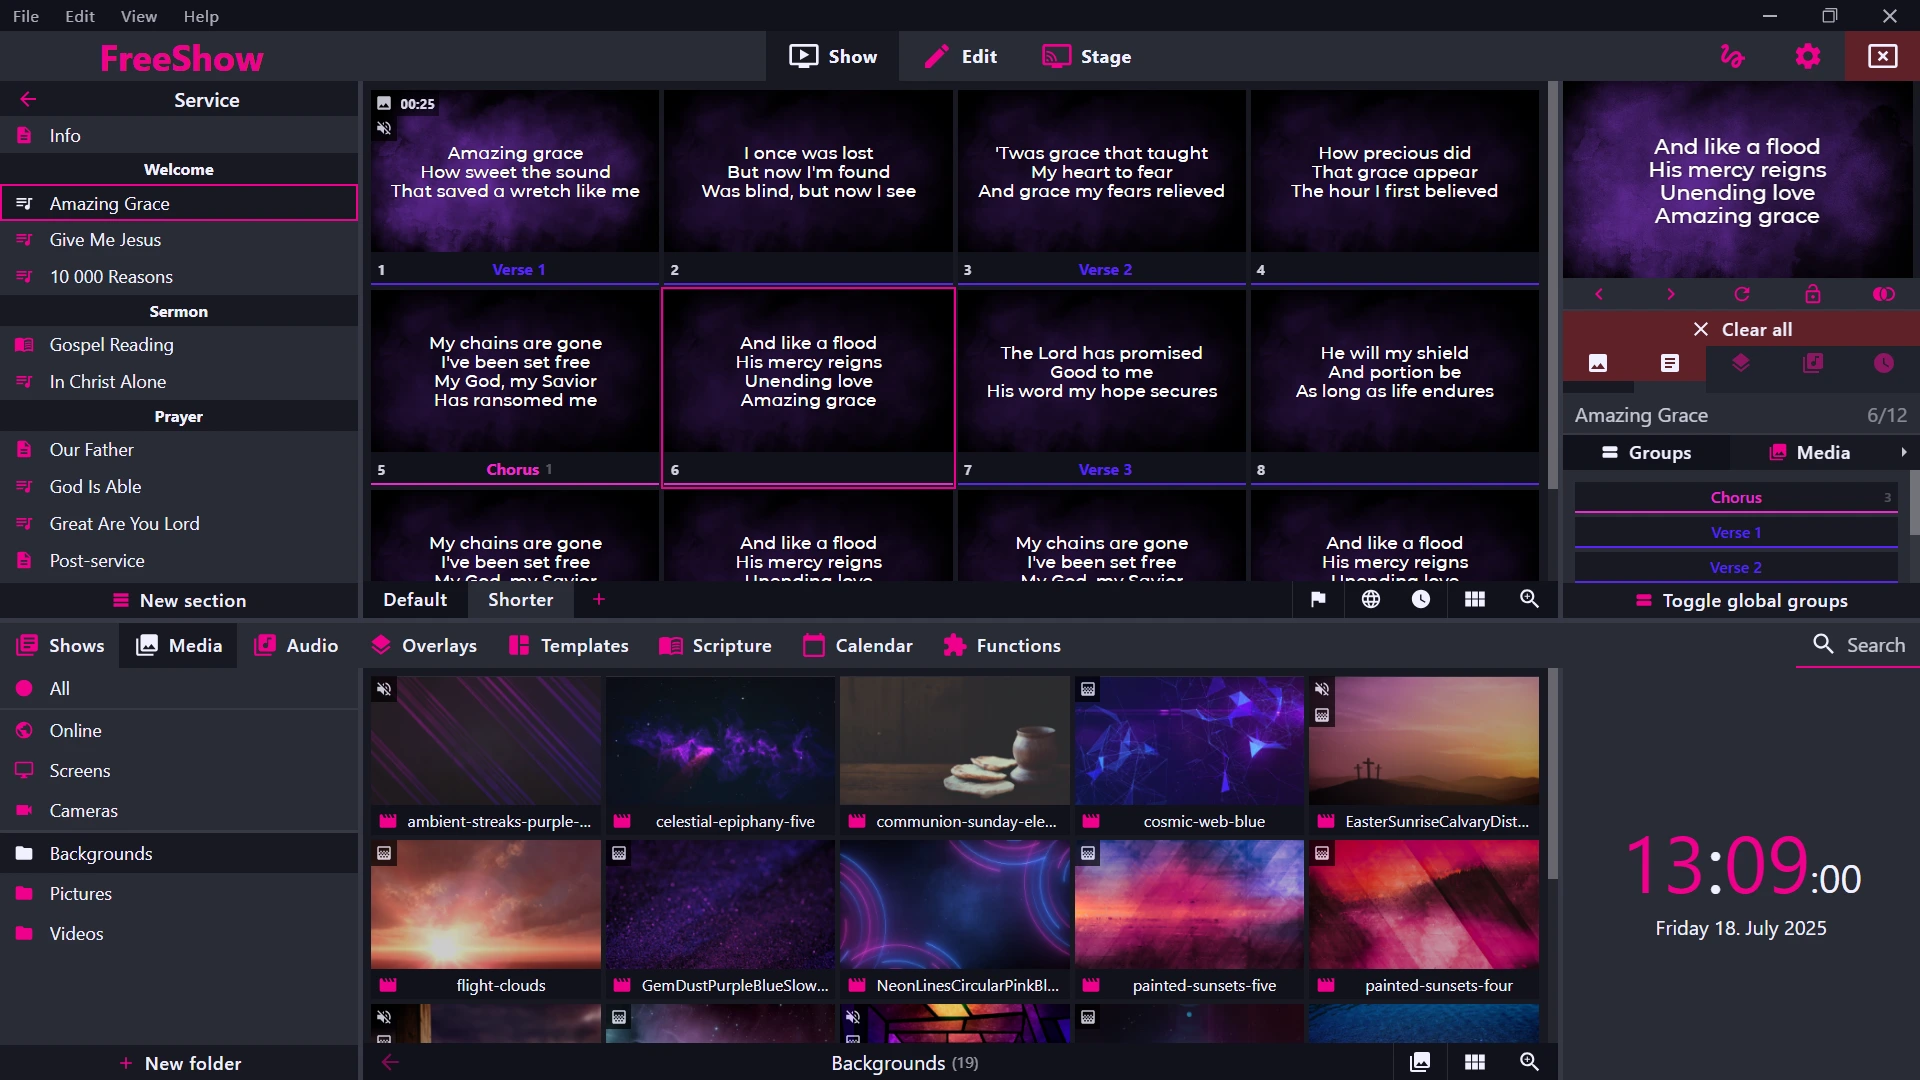 File Edit View Help
FreeShow
Show Edit Stage
Service
Info
Welcome
Amazing Grace
Give Me Jesus
10 000 Reasons
Sermon
Gospel Reading
In Christ Alone
Prayer
Our Father
God Is Able
Great Are You Lord
Post-service
New section
00:25
Amazing grace
How sweet the sound
That saved a wretch like me
1 Verse 1
I once was lost
But now I'm found
Was blind, but now I see
2
'Twas grace that taught
My heart to fear
And grace my fears relieved
3 Verse 2
How precious did
That grace appear
The hour I first believed
4
My chains are gone
I've been set free
My God, my Savior
Has ransomed me
5 Chorus 1
And like a flood
His mercy reigns
Unending love
Amazing grace
6
The Lord has promised
Good to me
His word my hope secures
7 Verse 3
He will my shield
And portion be
As long as life endures
8
My chains are gone
I've been set free
My God, my Savior
And like a flood
His mercy reigns
Unending love
My chains are gone
I've been set free
My God, my Savior
And like a flood
His mercy reigns
Unending love
Default Shorter +
And like a flood
His mercy reigns
Unending love
Amazing grace
Clear all
Amazing Grace 6/12
Groups Media
Chorus 3
Verse 1
Verse 2
Toggle global groups
Shows Media Audio Overlays Templates Scripture Calendar Functions Search
All
Online
Screens
Cameras
Backgrounds
Pictures
Videos
+ New folder
ambient-streaks-purple-...
celestial-epiphany-five
communion-sunday-ele...
cosmic-web-blue
EasterSunriseCalvaryDist...
flight-clouds
GemDustPurpleBlueSlow...
NeonLinesCircularPinkBl...
painted-sunsets-five
painted-sunsets-four
Backgrounds (19)
13:09:00
Friday 18. July 2025